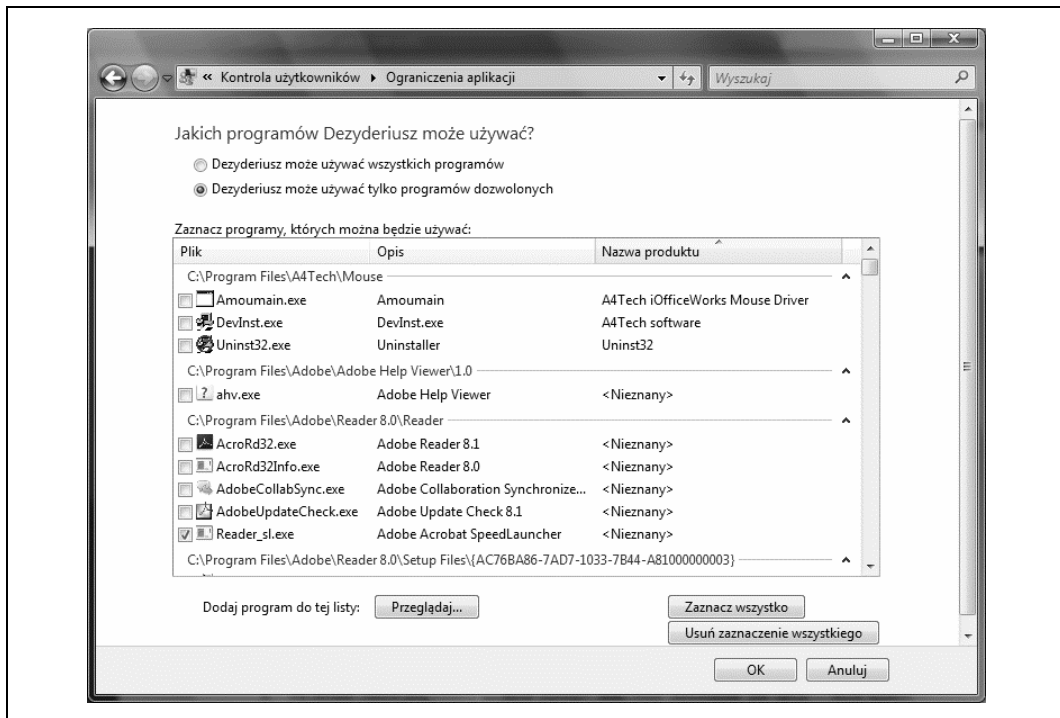 « Kontrola użytkowników ▸ Ograniczenia aplikacji Wyszukaj
Jakich programów Dezyderiusz może używać?
Dezyderiusz może używać wszystkich programów
Dezyderiusz może używać tylko programów dozwolonych
Zaznacz programy, których można będzie używać:
Plik Opis Nazwa produktu
C:\Program Files\A4Tech\Mouse
Amoumain.exe Amoumain A4Tech iOfficeWorks Mouse Driver
DevInst.exe DevInst.exe A4Tech software
Uninst32.exe Uninstaller Uninst32
C:\Program Files\Adobe\Adobe Help Viewer\1.0
ahv.exe Adobe Help Viewer <Nieznany>
C:\Program Files\Adobe\Reader 8.0\Reader
AcroRd32.exe Adobe Reader 8.1 <Nieznany>
AcroRd32Info.exe Adobe Reader 8.0 <Nieznany>
AdobeCollabSync.exe Adobe Collaboration Synchronize... <Nieznany>
AdobeUpdateCheck.exe Adobe Update Check 8.1 <Nieznany>
Reader_sl.exe Adobe Acrobat SpeedLauncher <Nieznany>
C:\Program Files\Adobe\Reader 8.0\Setup Files\{AC76BA86-7AD7-1033-7B44-A81000000003}
Dodaj program do tej listy: Przeglądaj... Zaznacz wszystko
Usuń zaznaczenie wszystkiego
OK Anuluj